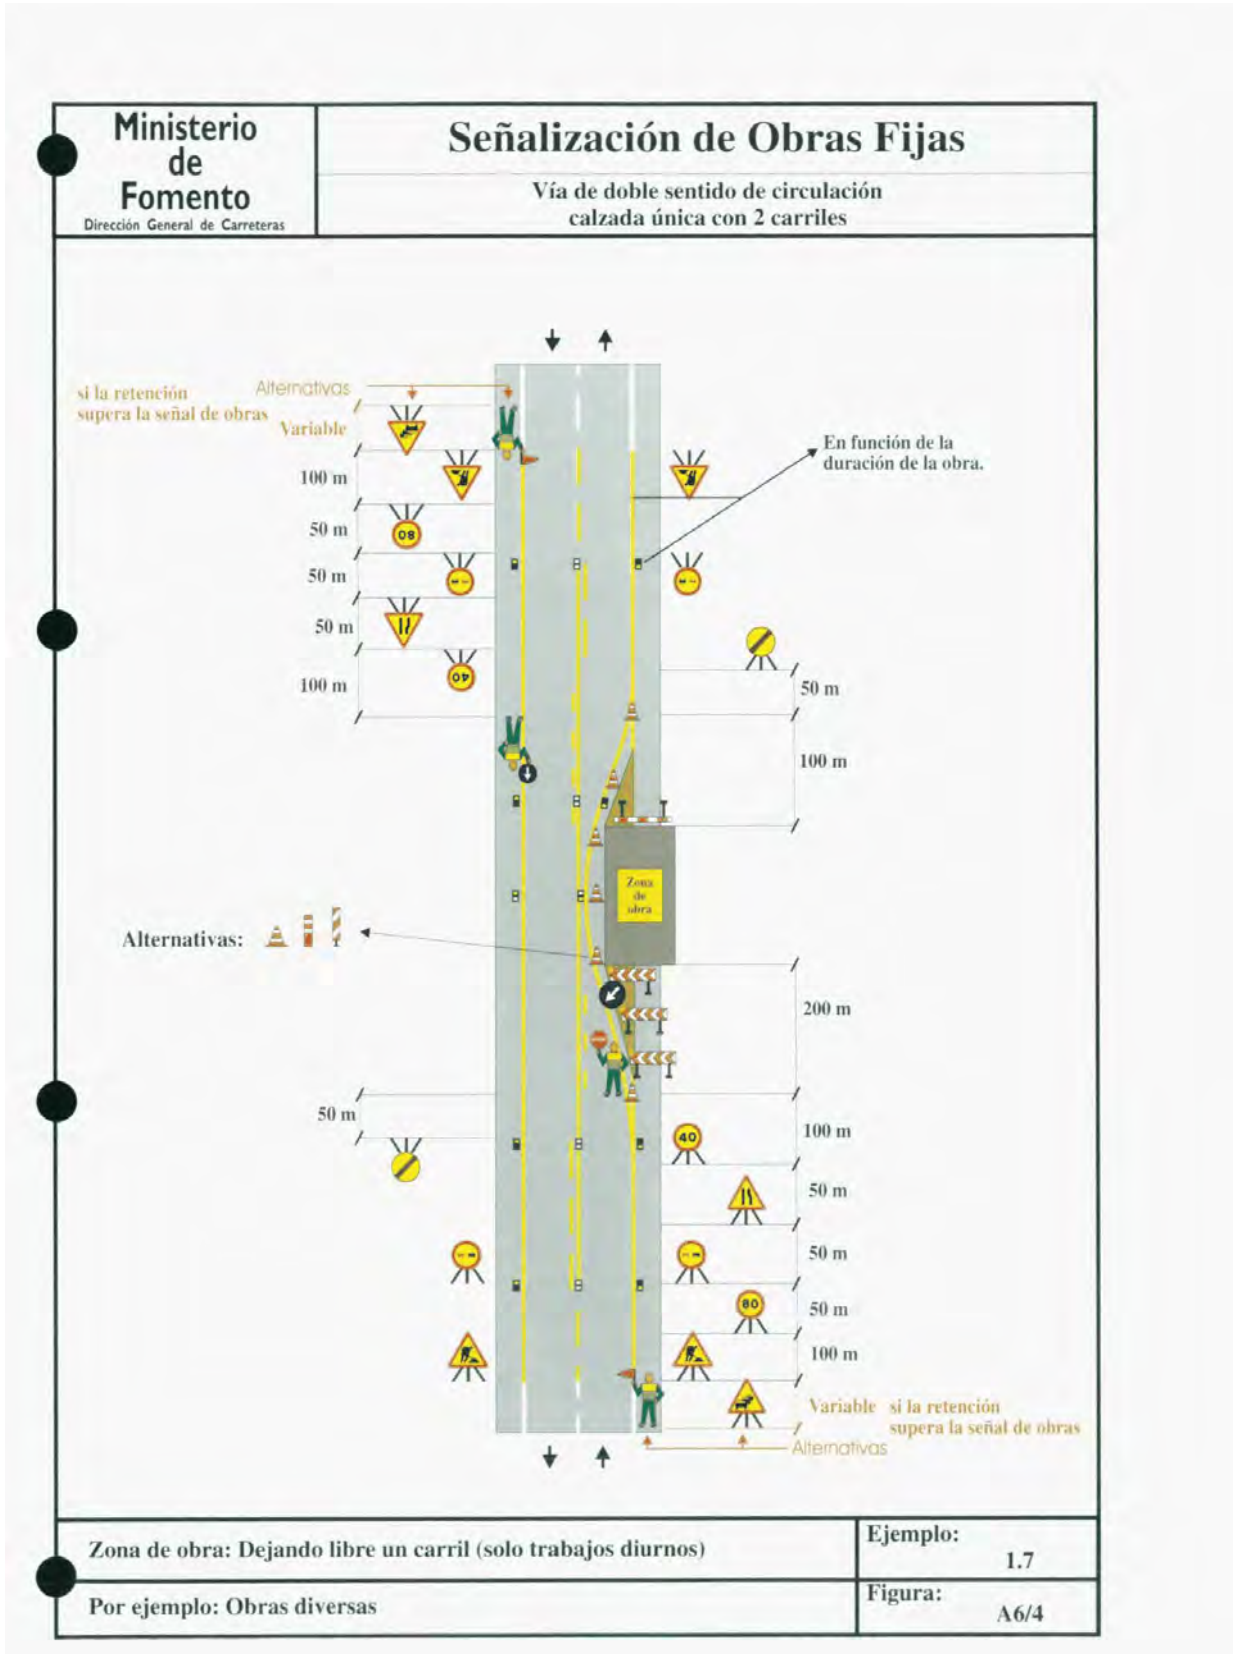 Ministerio
de
Fomento
Dirección General de Carreteras
Señalización de Obras Fijas
Vía de doble sentido de circulación
calzada única con 2 carriles
si la retención
supera la señal de obras
Alternativas
Variable
100 m
50 m
80
50 m
50 m
40
100 m
En función de la
duración de la obra.
50 m
100 m
Zona
de
obra
Alternativas:
200 m
50 m
40
100 m
50 m
50 m
80
50 m
100 m
Variable si la retención
supera la señal de obras
Alternativas
Zona de obra: Dejando libre un carril (solo trabajos diurnos)
Ejemplo:
1.7
Por ejemplo: Obras diversas
Figura:
A6/4